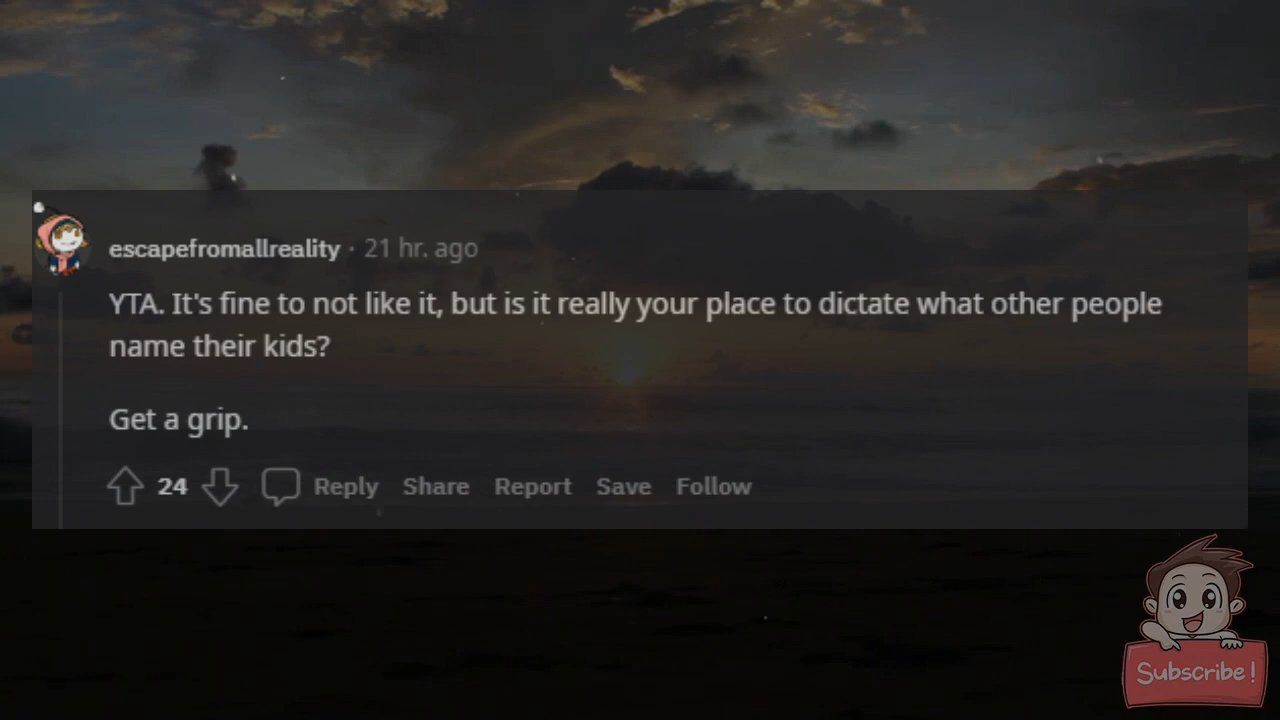 escapefromallreality · 21 hr. ago
YTA. It's fine to not like it, but is it really your place to dictate what other people
name their kids?
Get a grip.
24 Reply Share Report Save Follow
Subscribe!